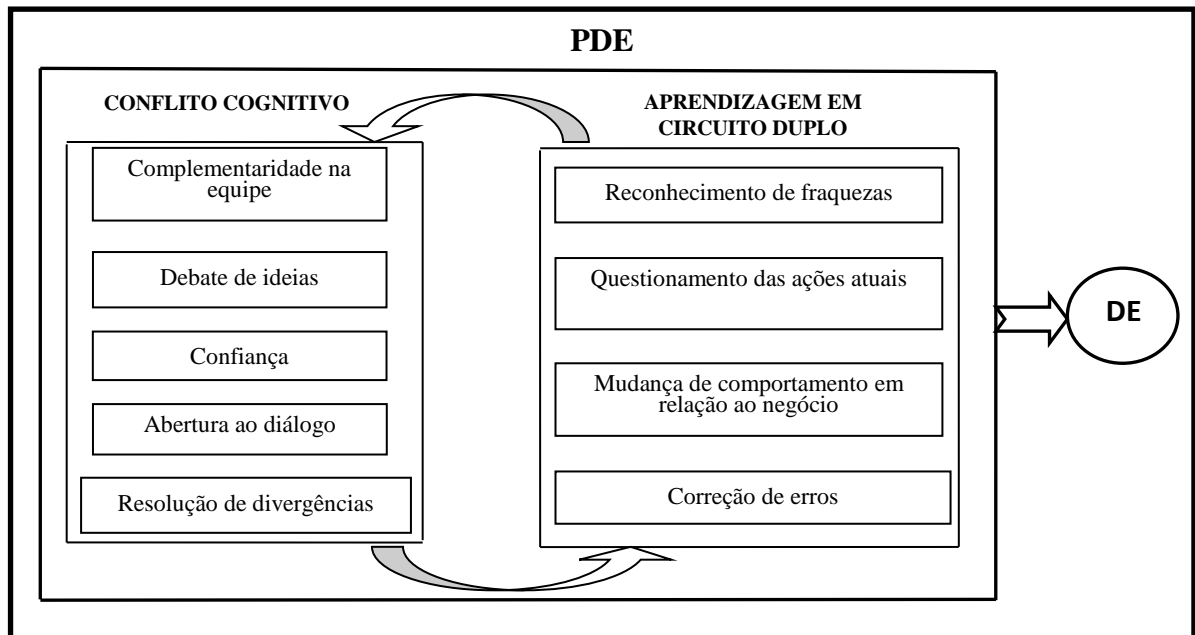 PDE
CONFLITO COGNITIVO
Complementaridade na
equipe
Debate de ideias
Confiança
Abertura ao diálogo
Resolução de divergências
APRENDIZAGEM EM
CIRCUITO DUPLO
Reconhecimento de fraquezas
Questionamento das ações atuais
Mudança de comportamento em
relação ao negócio
Correção de erros
DE